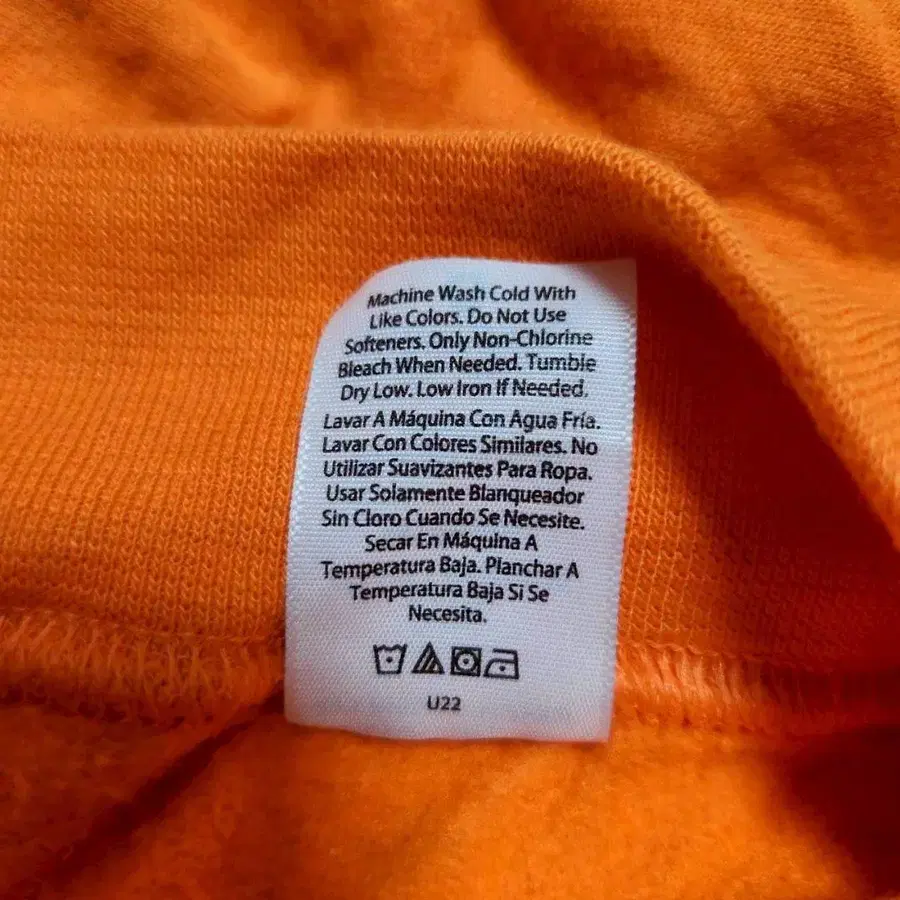 Machine Wash Cold With
Like Colors. Do Not Use
Softeners. Only Non-Chlorine
Bleach When Needed. Tumble
Dry Low. Low Iron If Needed.
Lavar A Máquina Con Agua Fría.
Lavar Con Colores Similares. No
Utilizar Suavizantes Para Ropa.
Usar Solamente Blanqueador
Sin Cloro Cuando Se Necesite.
Secar En Máquina A
Temperatura Baja. Planchar A
Temperatura Baja Si Se
Necesita.
U22